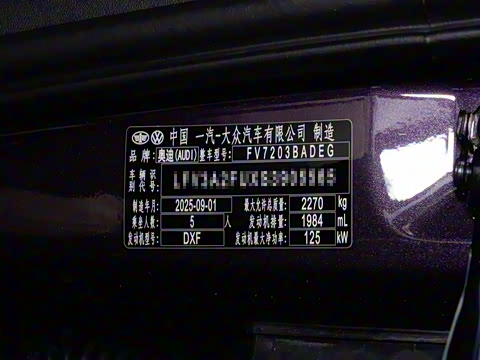 中国 一汽-大众汽车有限公司 制造
品牌: 奥迪(AUDI) 整车型号: FV7203BADEG
车辆识别代号:
制造年月: 2025-09-01 最大允许总质量: 2270 kg
乘坐人数: 5 人 发动机排量: 1984 mL
发动机型号: DXF 发动机最大净功率: 125 kW